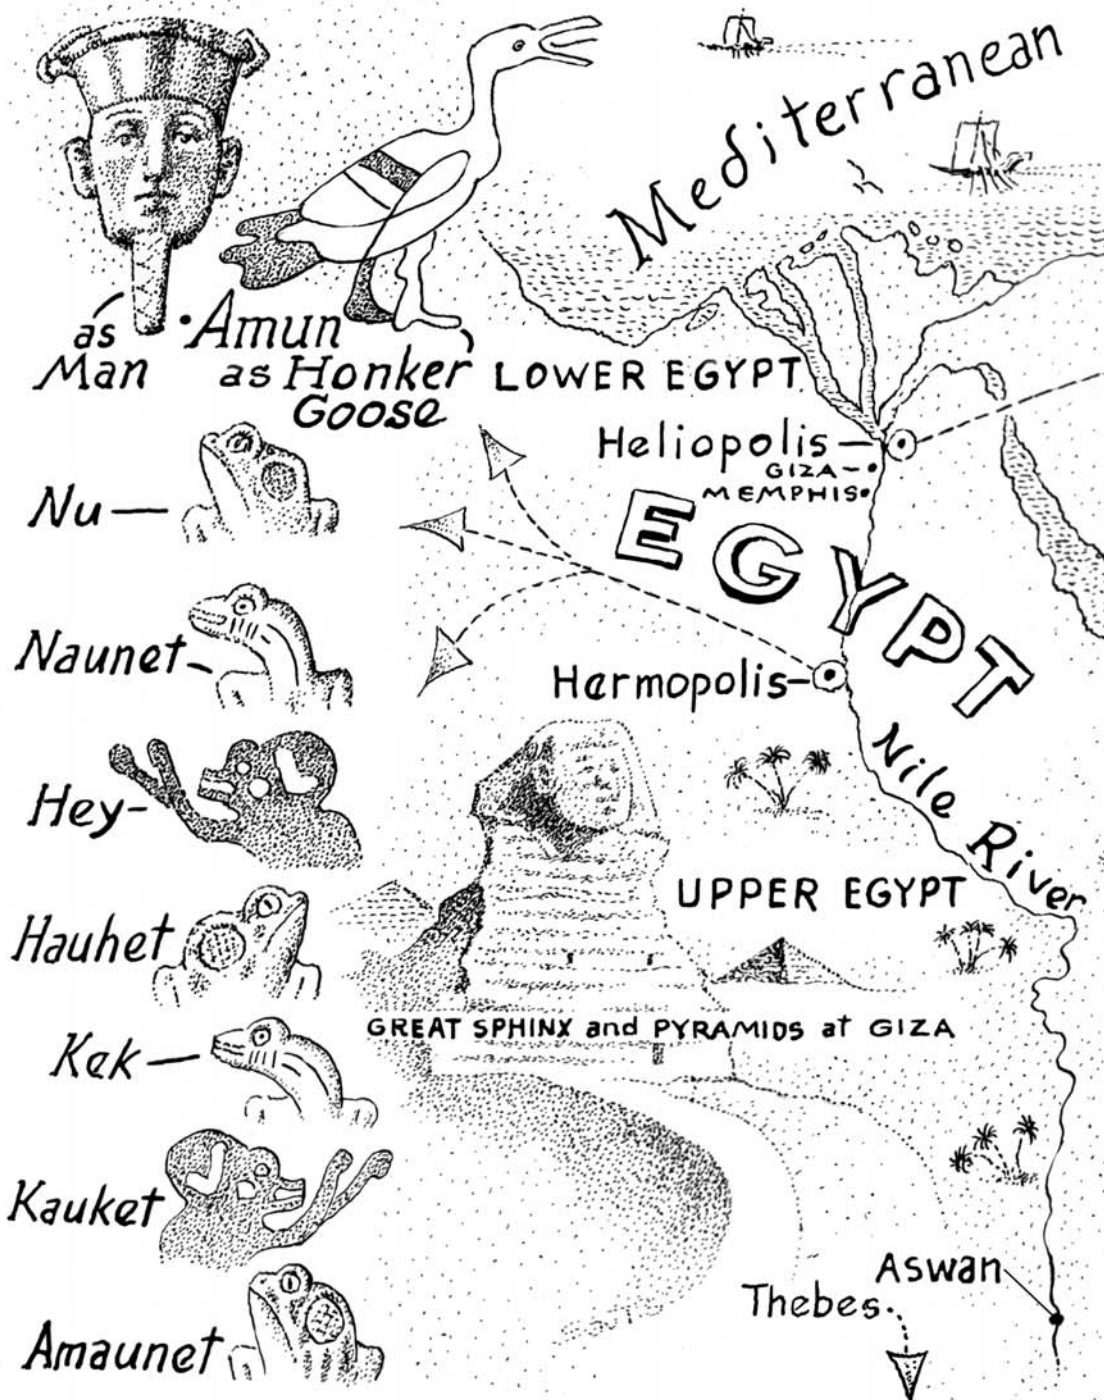 Mediterranean
as
Man
•Amun
as Honker
Goose
LOWER EGYPT
Heliopolis
GIZA
MEMPHIS
Nu
EGYPT
Naunet
Hermopolis
Nile River
Hey
UPPER EGYPT
Hauhet
GREAT SPHINX and PYRAMIDS at GIZA
Kek
Kauket
Aswan
Thebes
Amaunet